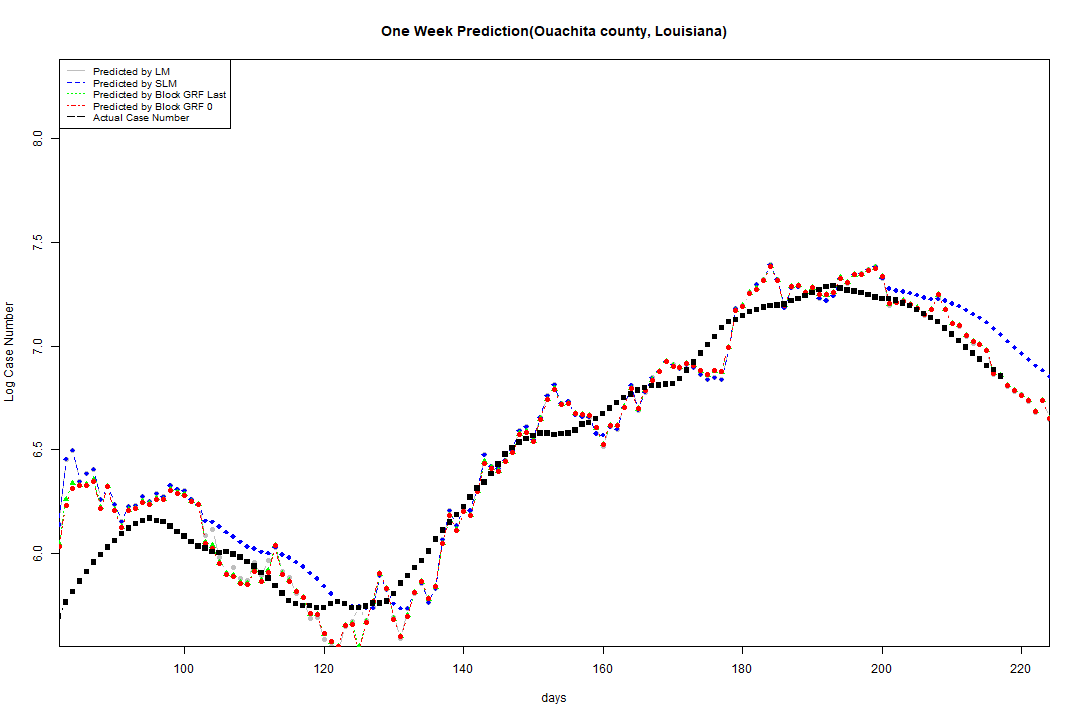 One Week Prediction(Ouachita county, Louisiana)
Predicted by LM
Predicted by SLM
Predicted by Block GRF Last
Predicted by Block GRF 0
Actual Case Number
Log Case Number
8.0
7.5
7.0
6.5
6.0
100 120 140 160 180 200 220
days